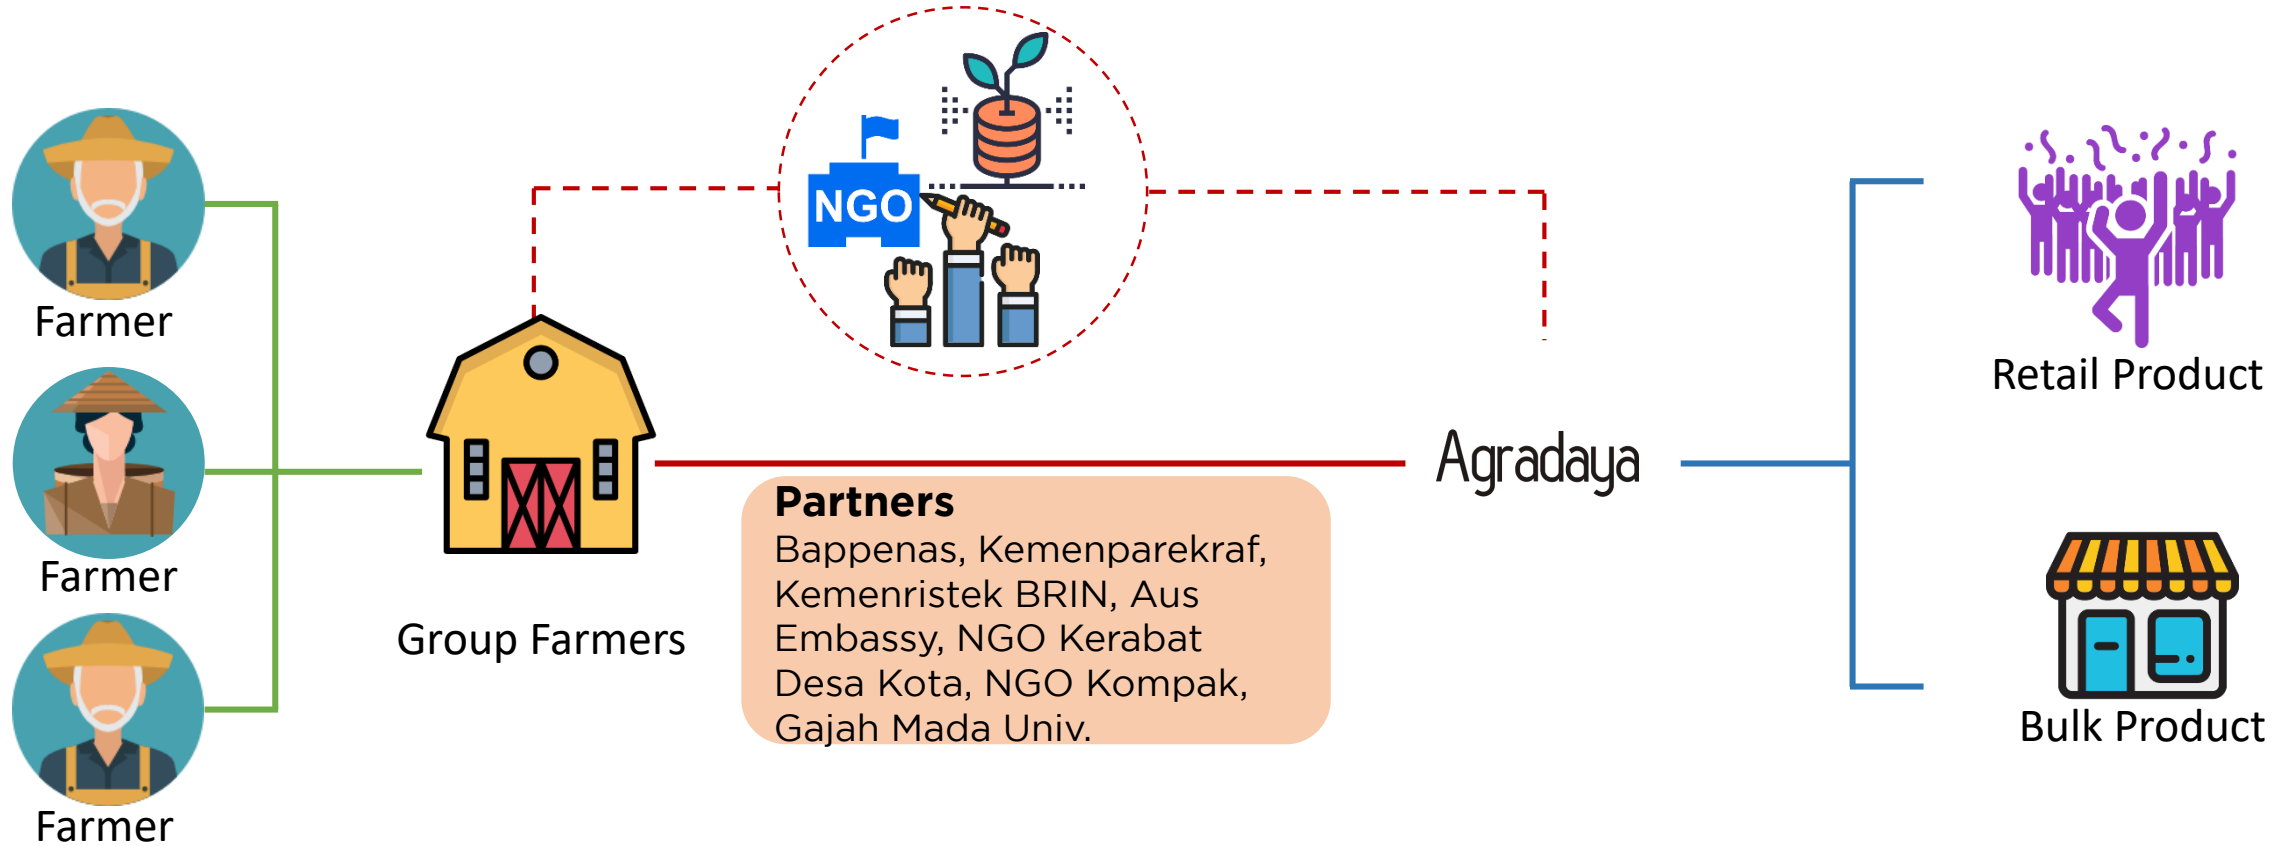 Farmer
Farmer
Farmer
Group Farmers
NGO
Partners
Bappenas, Kemenparekraf,
Kemenristek BRIN, Aus
Embassy, NGO Kerabat
Desa Kota, NGO Kompak,
Gajah Mada Univ.
Agradaya
Retail Product
Bulk Product